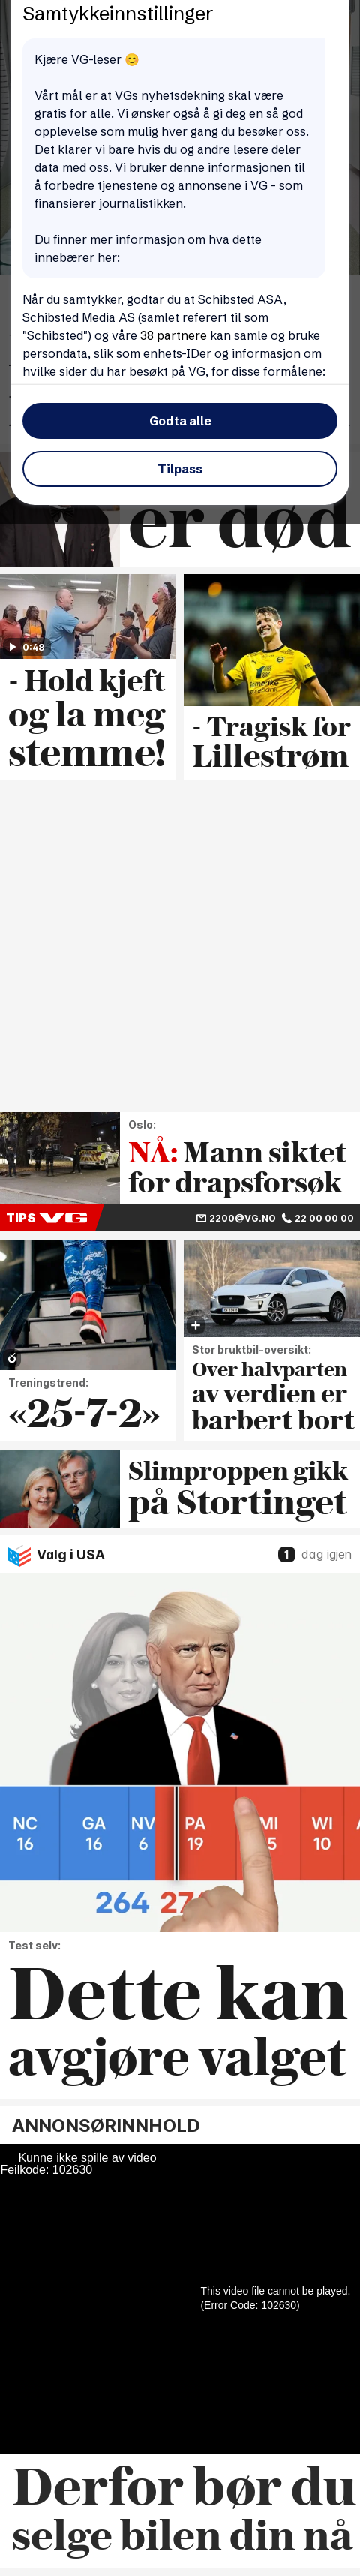 Samtykkeinnstillinger
Kjære VG-leser 😊
Vårt mål er at VGs nyhetsdekning skal være
gratis for alle. Vi ønsker også å gi deg en så god
opplevelse som mulig hver gang du besøker oss.
Det klarer vi bare hvis du og andre lesere deler
data med oss. Vi bruker denne informasjonen til
å forbedre tjenestene og annonsene i VG - som
finansierer journalistikken.
Du finner mer informasjon om hva dette
innebærer her:
Når du samtykker, godtar du at Schibsted ASA,
Schibsted Media AS (samlet referert til som
"Schibsted") og våre 38 partnere kan samle og bruke
persondata, slik som enhets-IDer og informasjon om
hvilke sider du har besøkt på VG, for disse formålene:
Godta alle
Tilpass
er død
0:48
- Hold kjeft
og la meg
stemme!
- Tragisk for
Lillestrøm
Oslo:
NÅ: Mann siktet
for drapsforsøk
TIPS VG 2200@VG.NO 22 00 00 00
Treningstrend:
«25-7-2»
Stor bruktbil-oversikt:
Over halvparten
av verdien er
barbert bort
Slimproppen gikk
på Stortinget
Valg i USA 1 dag igjen
NC GA NV PA MI WI
16 16 6 19 10
264
Test selv:
Dette kan
avgjøre valget
ANNONSØRINNHOLD
Kunne ikke spille av video
Feilkode: 102630
This video file cannot be played.
(Error Code: 102630)
Derfor bør du
selge bilen din nå